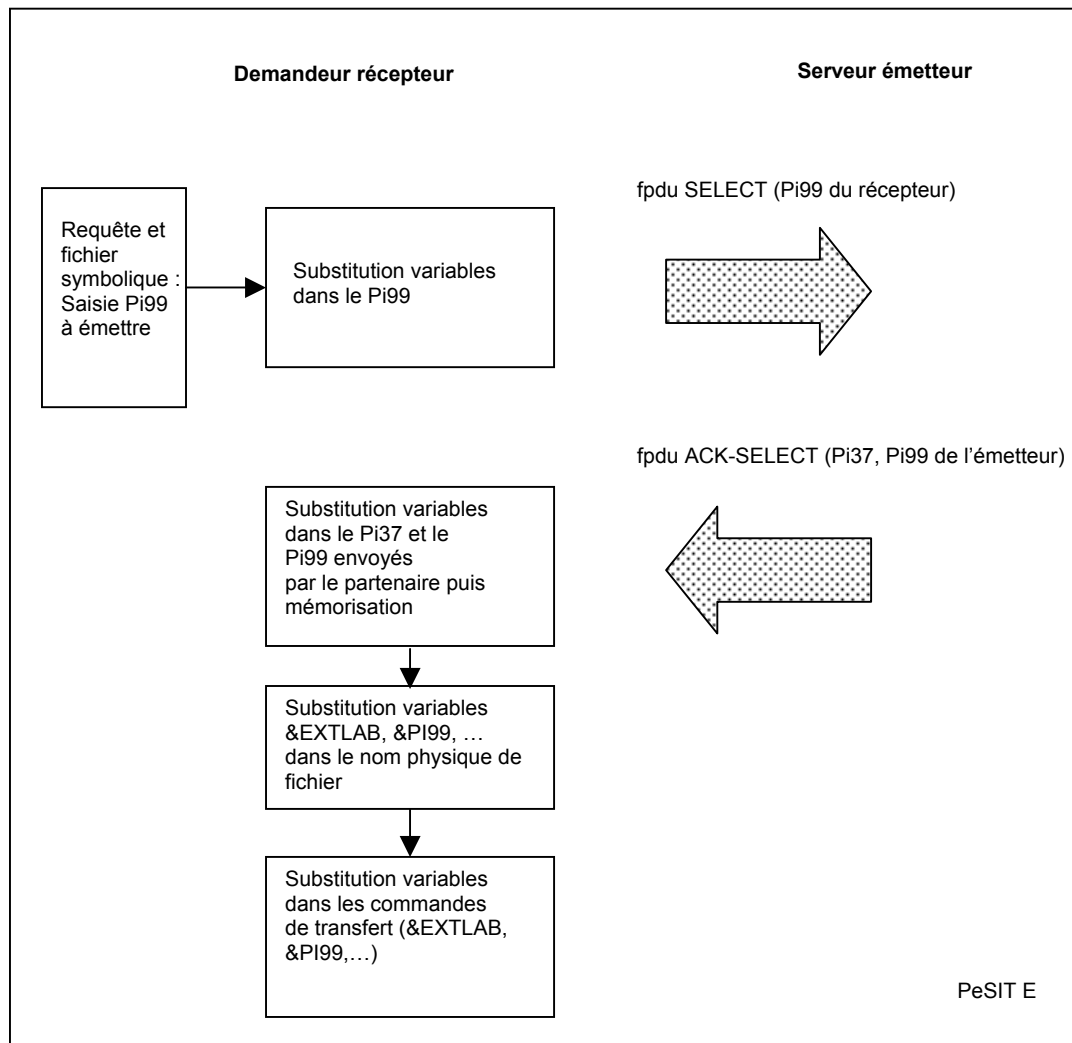 Demandeur récepteur
Serveur émetteur
fpdu SELECT (Pi99 du récepteur)
Requête et
fichier
symbolique :
Saisie Pi99
à émettre
Substitution variables
dans le Pi99
fpdu ACK-SELECT (Pi37, Pi99 de l’émetteur)
Substitution variables
dans le Pi37 et le
Pi99 envoyés
par le partenaire puis
mémorisation
Substitution variables
&EXTLAB, &PI99, …
dans le nom physique de
fichier
Substitution variables
dans les commandes
de transfert (&EXTLAB,
&PI99,…)
PeSIT E